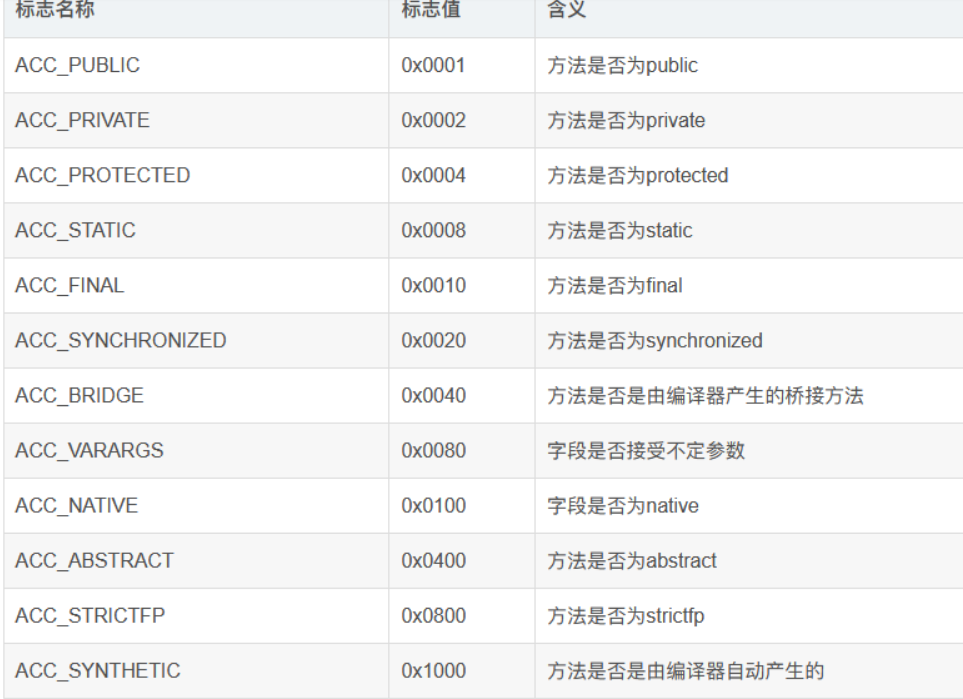 标志名称 标志值 含义
ACC_PUBLIC 0x0001 方法是否为public
ACC_PRIVATE 0x0002 方法是否为private
ACC_PROTECTED 0x0004 方法是否为protected
ACC_STATIC 0x0008 方法是否为static
ACC_FINAL 0x0010 方法是否为final
ACC_SYNCHRONIZED 0x0020 方法是否为synchronized
ACC_BRIDGE 0x0040 方法是否是由编译器产生的桥接方法
ACC_VARARGS 0x0080 字段是否接受不定参数
ACC_NATIVE 0x0100 字段是否为native
ACC_ABSTRACT 0x0400 方法是否为abstract
ACC_STRICTFP 0x0800 方法是否为strictfp
ACC_SYNTHETIC 0x1000 方法是否是由编译器自动产生的